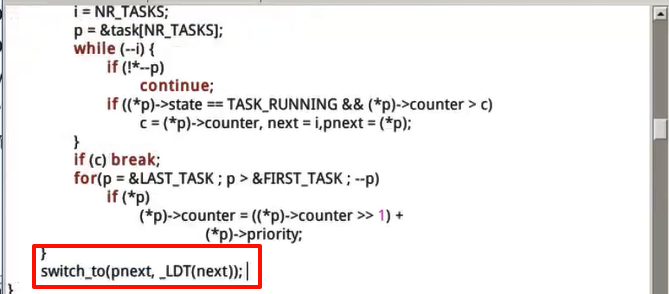 i = NR_TASKS;
p = &task[NR_TASKS];
while (--i) {
if (!*--p)
continue;
if ((*p)->state == TASK_RUNNING && (*p)->counter > c)
c = (*p)->counter, next = i,pnext = (*p);
}
if (c) break;
for(p = &LAST_TASK ; p > &FIRST_TASK ; --p)
if (*p)
(*p)->counter = ((*p)->counter >> 1) +
(*p)->priority;
}
switch_to(pnext, _LDT(next));
}